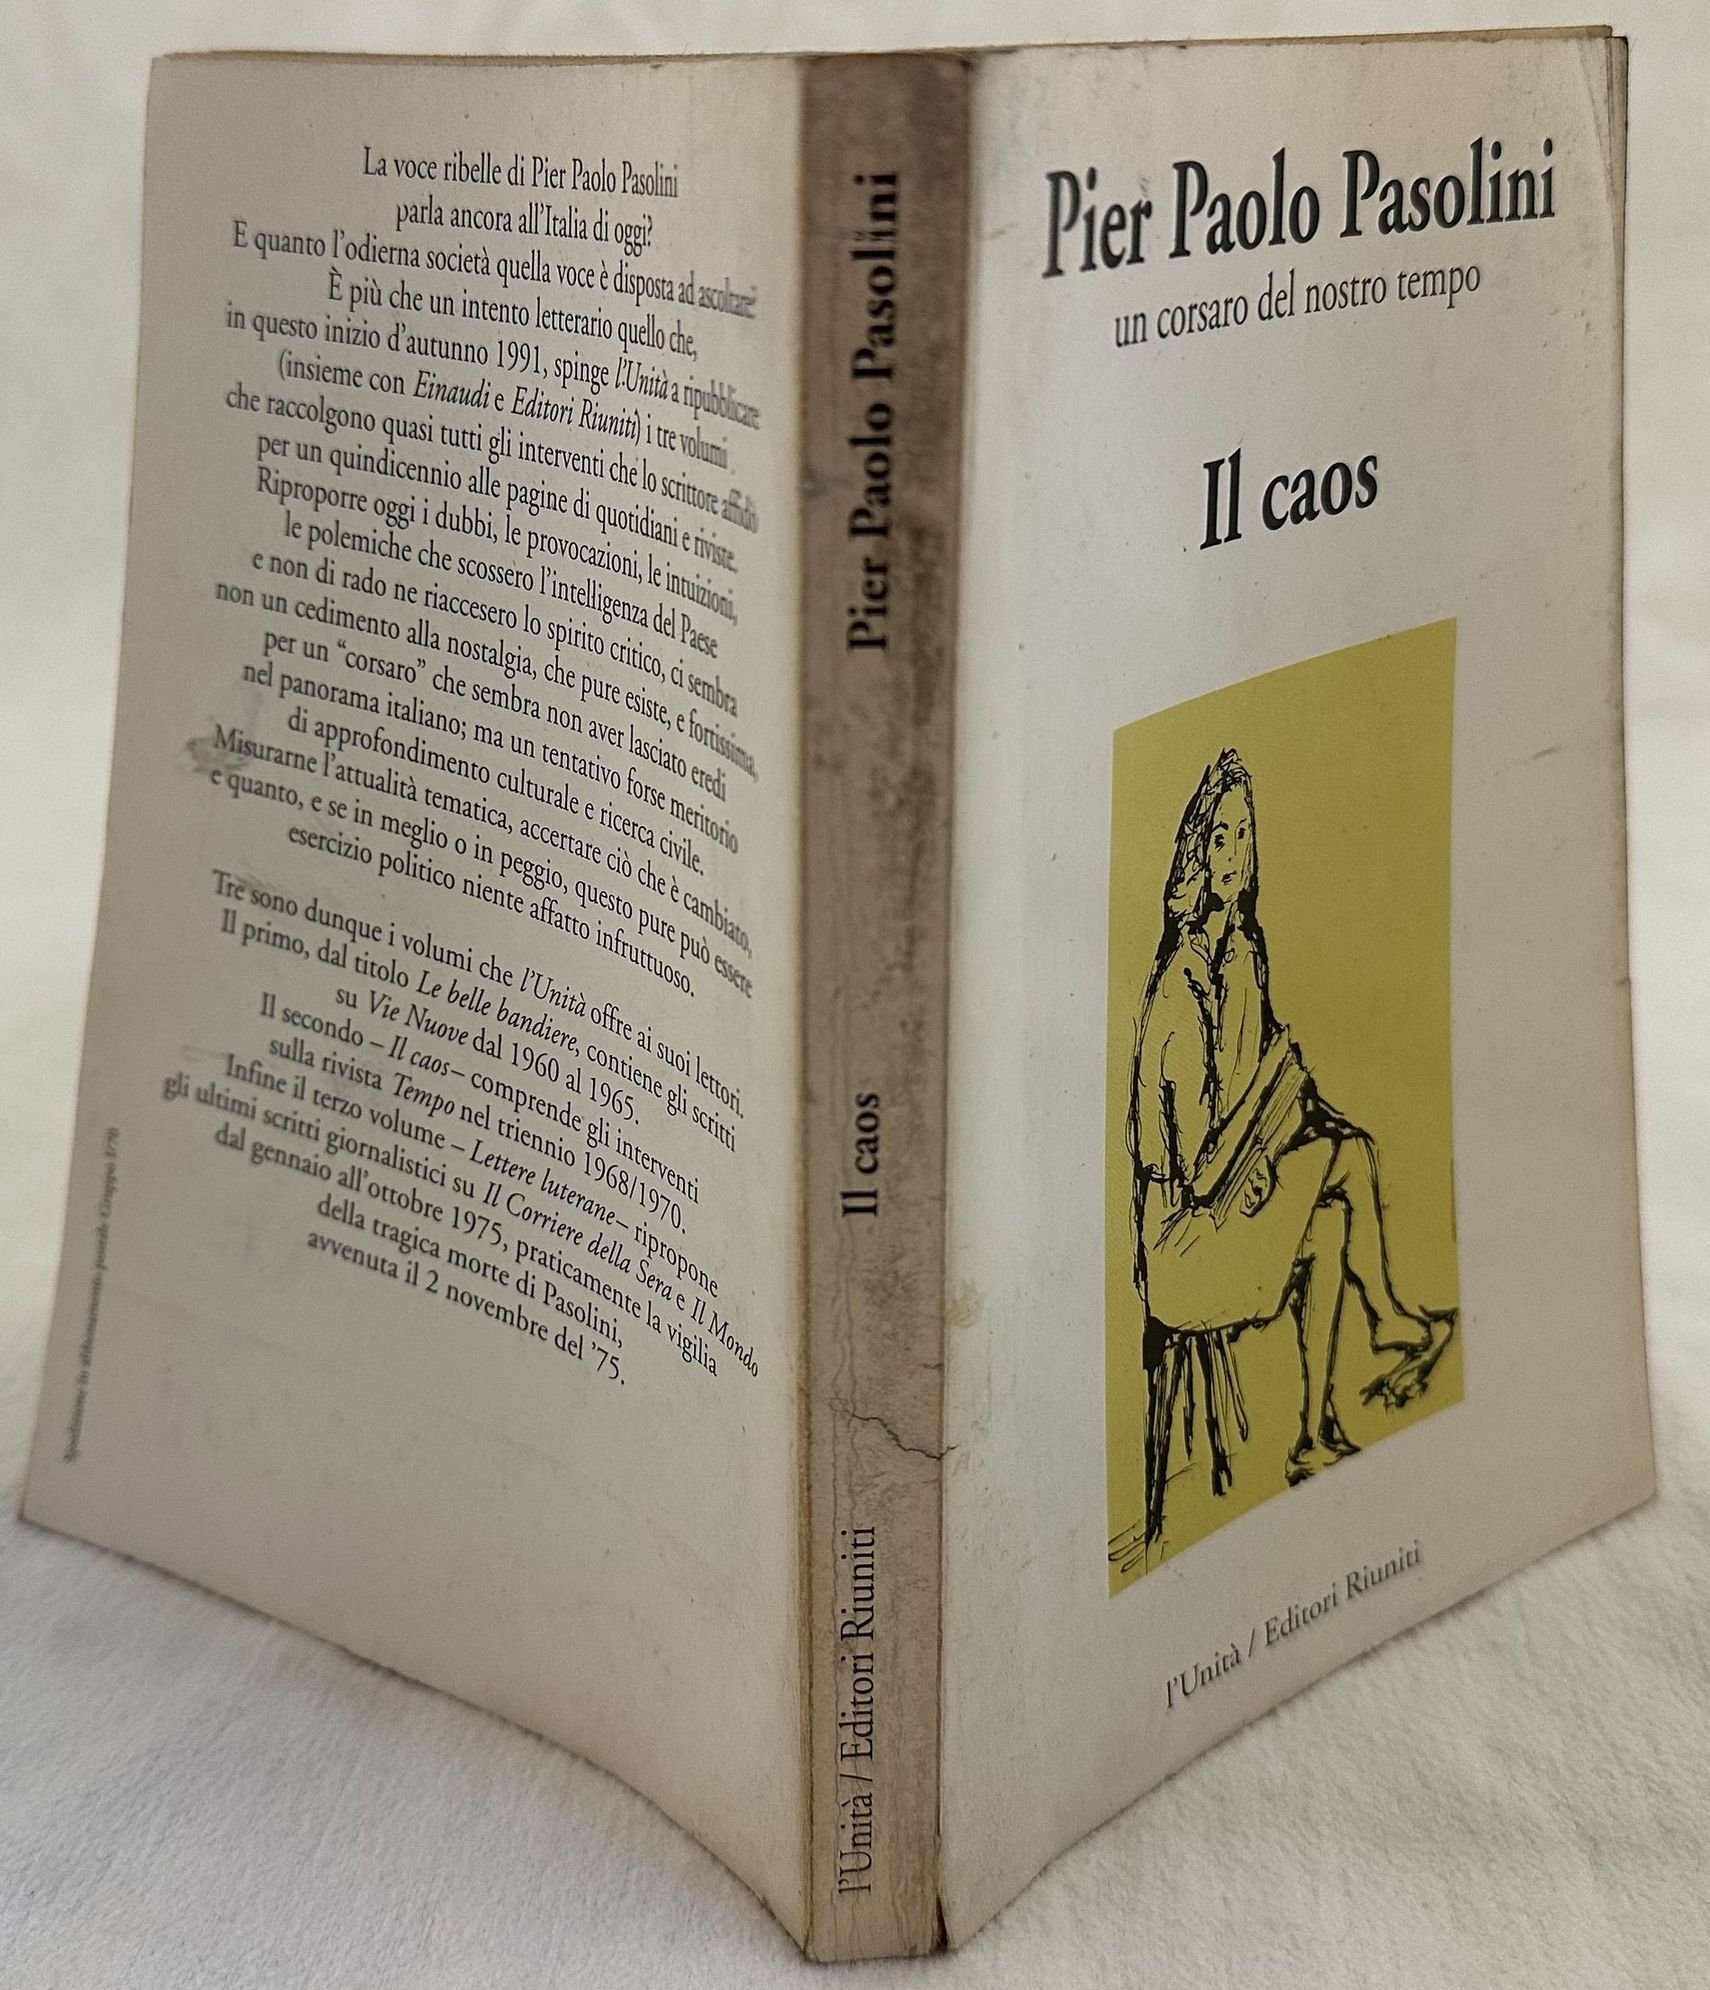 La voce ribelle di Pier Paolo Pasolini
parla ancora all'Italia di oggi?
E quanto l'odierna società quella voce è disposta ad ascoltare?
È più che un intento letterario quello che,
in questo inizio d'autunno 1991, spinge l'Unità a ripubblicare
(insieme con Einaudi e Editori Riuniti) i tre volumi
che raccolgono quasi tutti gli interventi che lo scrittore affidò
per un quindicennio alle pagine di quotidiani e riviste.
Riproporre oggi i dubbi, le provocazioni, le intuizioni,
le polemiche che scossero l'intelligenza del Paese
e non di rado ne riaccesero lo spirito critico, ci sembra
non un cedimento alla nostalgia, che pure esiste, e fortissima,
per un “corsaro” che sembra non aver lasciato eredi
nel panorama italiano; ma un tentativo forse meritorio
di approfondimento culturale e ricerca civile.
Misurarne l'attualità tematica, accertare ciò che è cambiato,
e quanto, e se in meglio o in peggio, questo pure può essere
esercizio politico niente affatto infruttuoso.
Tre sono dunque i volumi che l'Unità offre ai suoi lettori.
Il primo, dal titolo Le belle bandiere, contiene gli scritti
su Vie Nuove dal 1960 al 1965.
Il secondo – Il caos – comprende gli interventi
sulla rivista Tempo nel triennio 1968/1970.
Infine il terzo volume – Lettere luterane – ripropone
gli ultimi scritti giornalistici su Il Corriere della Sera e Il Mondo
dal gennaio all'ottobre 1975, praticamente la vigilia
della tragica morte di Pasolini,
avvenuta il 2 novembre del '75.
Spedizione in abbonamento postale Gruppo I/70
Pier Paolo Pasolini
Il caos
l'Unità / Editori Riuniti
Pier Paolo Pasolini
un corsaro del nostro tempo
Il caos
l'Unità / Editori Riuniti